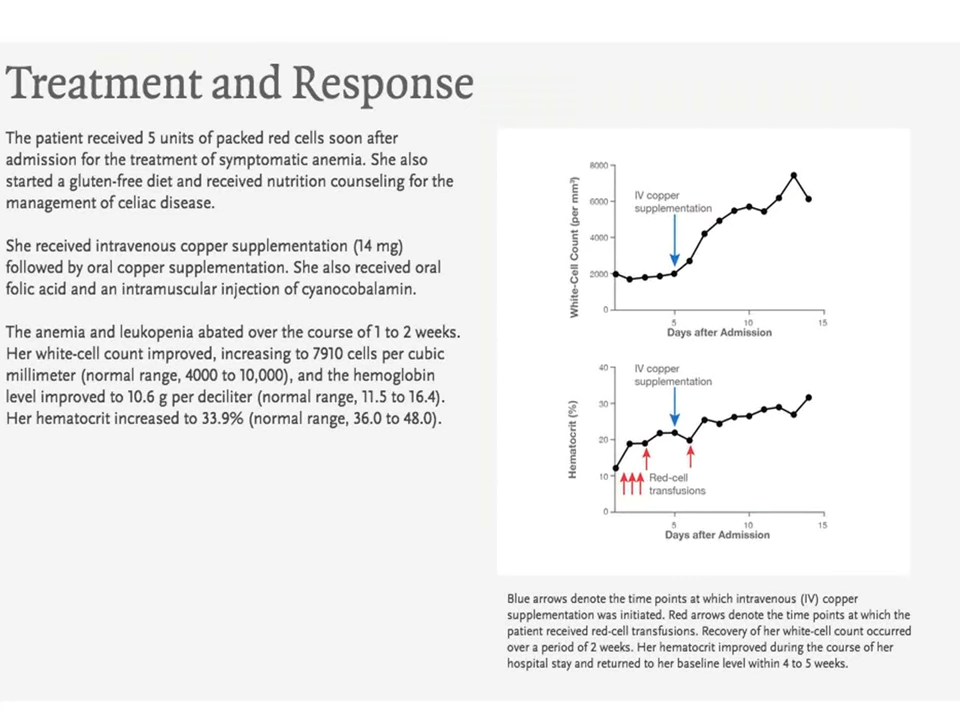 Treatment and Response
The patient received 5 units of packed red cells soon after
admission for the treatment of symptomatic anemia. She also
started a gluten-free diet and received nutrition counseling for the
management of celiac disease.
She received intravenous copper supplementation (14 mg)
followed by oral copper supplementation. She also received oral
folic acid and an intramuscular injection of cyanocobalamin.
The anemia and leukopenia abated over the course of 1 to 2 weeks.
Her white-cell count improved, increasing to 7910 cells per cubic
millimeter (normal range, 4000 to 10,000), and the hemoglobin
level improved to 10.6 g per deciliter (normal range, 11.5 to 16.4).
Her hematocrit increased to 33.9% (normal range, 36.0 to 48.0).
White-Cell Count (per mm³)
8000
6000
4000
2000
0
IV copper
supplementation
5
10
15
Days after Admission
Hematocrit (%)
40
30
20
10
0
IV copper
supplementation
Red-cell
transfusions
5
10
15
Days after Admission
Blue arrows denote the time points at which intravenous (IV) copper
supplementation was initiated. Red arrows denote the time points at which the
patient received red-cell transfusions. Recovery of her white-cell count occurred
over a period of 2 weeks. Her hematocrit improved during the course of her
hospital stay and returned to her baseline level within 4 to 5 weeks.